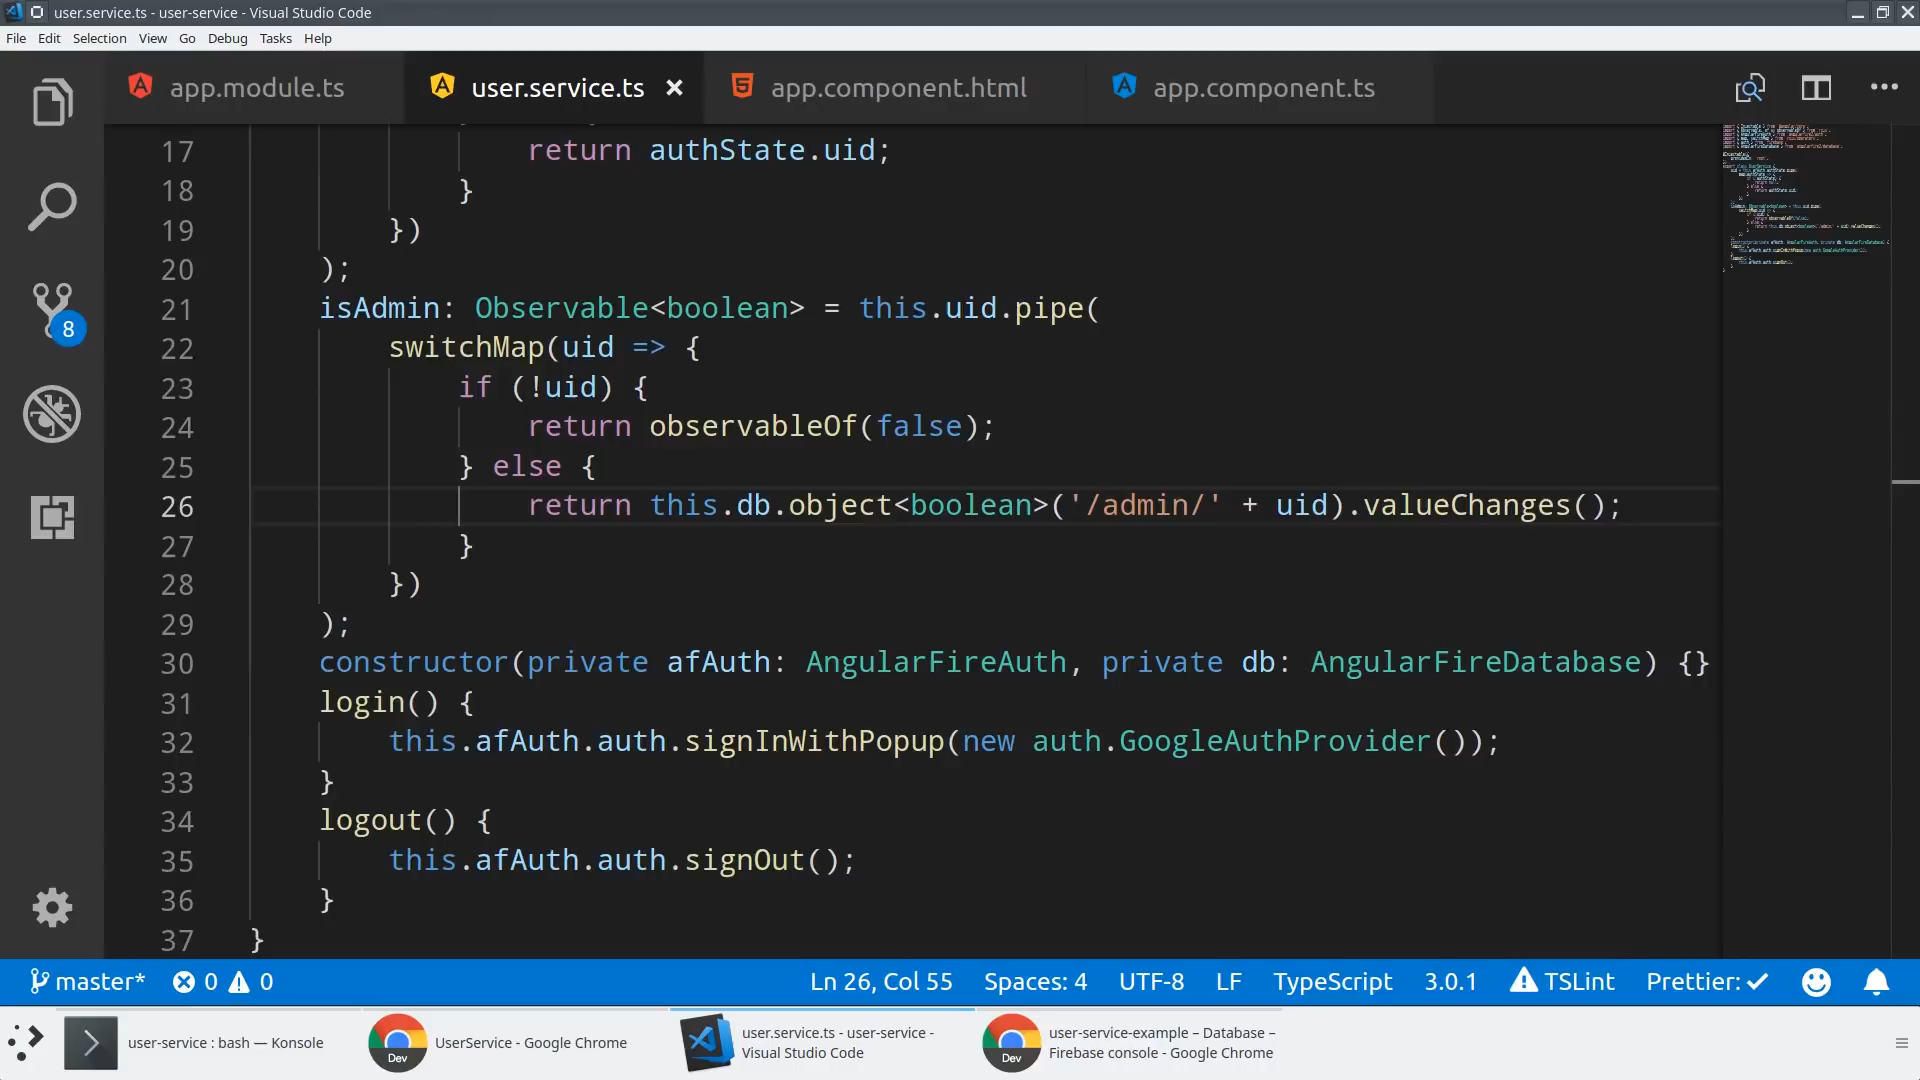 user.service.ts - user-service - Visual Studio Code
File Edit Selection View Go Debug Tasks Help
app.module.ts user.service.ts app.component.html app.component.ts
17 return authState.uid;
18 }
19 })
20 );
21 isAdmin: Observable<boolean> = this.uid.pipe(
22 switchMap(uid => {
23 if (!uid) {
24 return observableOf(false);
25 } else {
26 return this.db.object<boolean>('/admin/' + uid).valueChanges();
27 }
28 })
29 );
30 constructor(private afAuth: AngularFireAuth, private db: AngularFireDatabase) {}
31 login() {
32 this.afAuth.auth.signInWithPopup(new auth.GoogleAuthProvider());
33 }
34 logout() {
35 this.afAuth.auth.signOut();
36 }
37 }
8
master* 0 0 Ln 26, Col 55 Spaces: 4 UTF-8 LF TypeScript 3.0.1 TSLint Prettier: ✓
user-service : bash — Konsole
Dev
UserService - Google Chrome
user.service.ts - user-service -
Visual Studio Code
Dev
user-service-example – Database –
Firebase console - Google Chrome